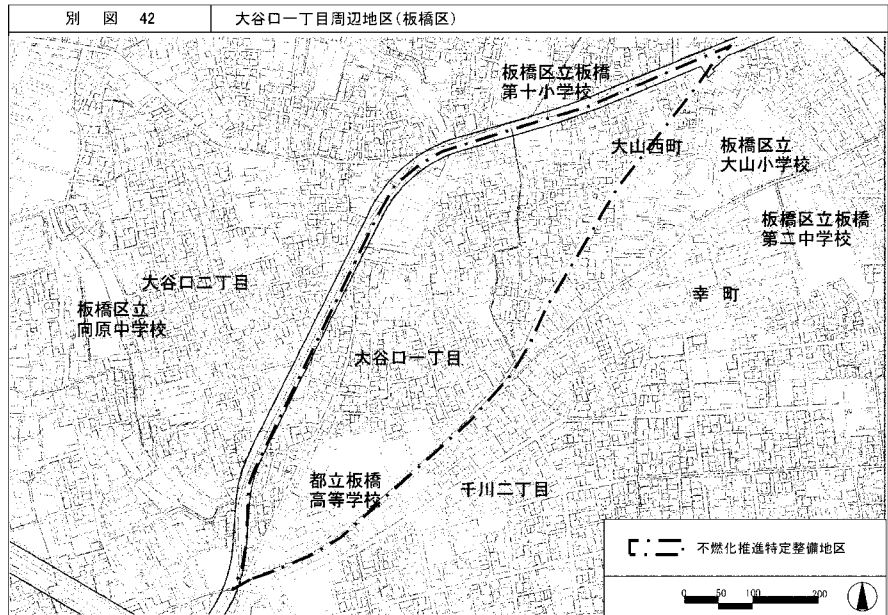 別 図 42
大谷口一丁目周辺地区(板橋区)
板橋区立板橋
第十小学校
大山西町
板橋区立
大山小学校
板橋区立板橋
第二中学校
大谷口二丁目
幸 町
板橋区立
向原中学校
大谷口一丁目
都立板橋
高等学校
千川二丁目
不燃化推進特定整備地区
0 50 100 200